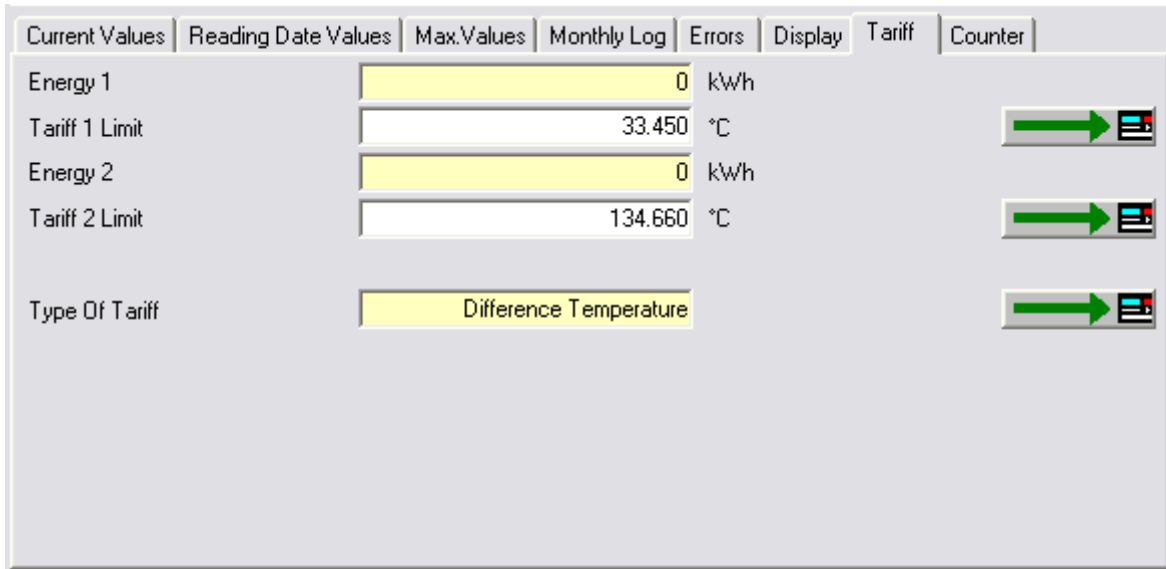 Current Values Reading Date Values Max.Values Monthly Log Errors Display Tariff Counter
Energy 1 0 kWh
Tariff 1 Limit 33.450 °C
Energy 2 0 kWh
Tariff 2 Limit 134.660 °C
Type Of Tariff Difference Temperature